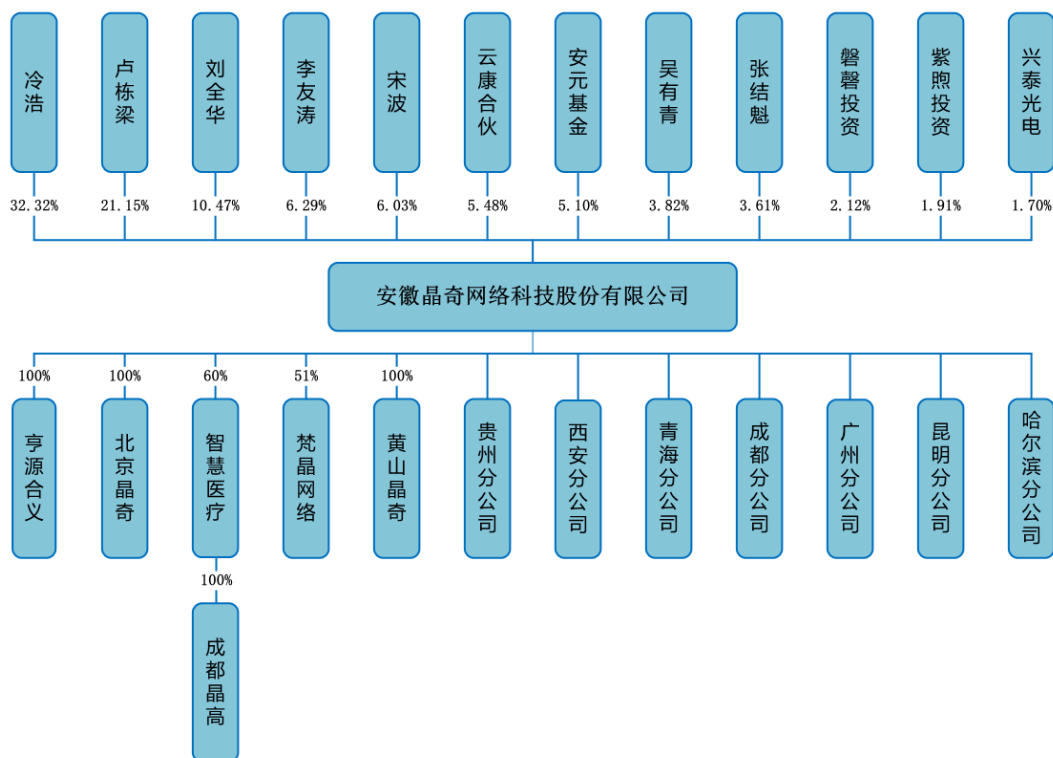 冷浩
卢栋梁
刘全华
李友涛
宋波
云康合伙
安元基金
吴有青
张结魁
磐磬投资
紫煦投资
兴泰光电
32.32%
21.15%
10.47%
6.29%
6.03%
5.48%
5.10%
3.82%
3.61%
2.12%
1.91%
1.70%
安徽晶奇网络科技股份有限公司
100%
100%
60%
51%
100%
亨源合义
北京晶奇
智慧医疗
梵晶网络
黄山晶奇
贵州分公司
西安分公司
青海分公司
成都分公司
广州分公司
昆明分公司
哈尔滨分公司
100%
成都晶高